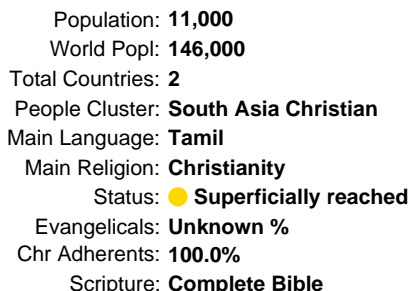 Population: 11,000
World Popl: 146,000
Total Countries: 2
People Cluster: South Asia Christian
Main Language: Tamil
Main Religion: Christianity
Status: Superficially reached
Evangelicals: Unknown %
Chr Adherents: 100.0%
Scripture: Complete Bible